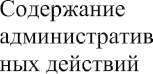 Содержание
административ
ных действий